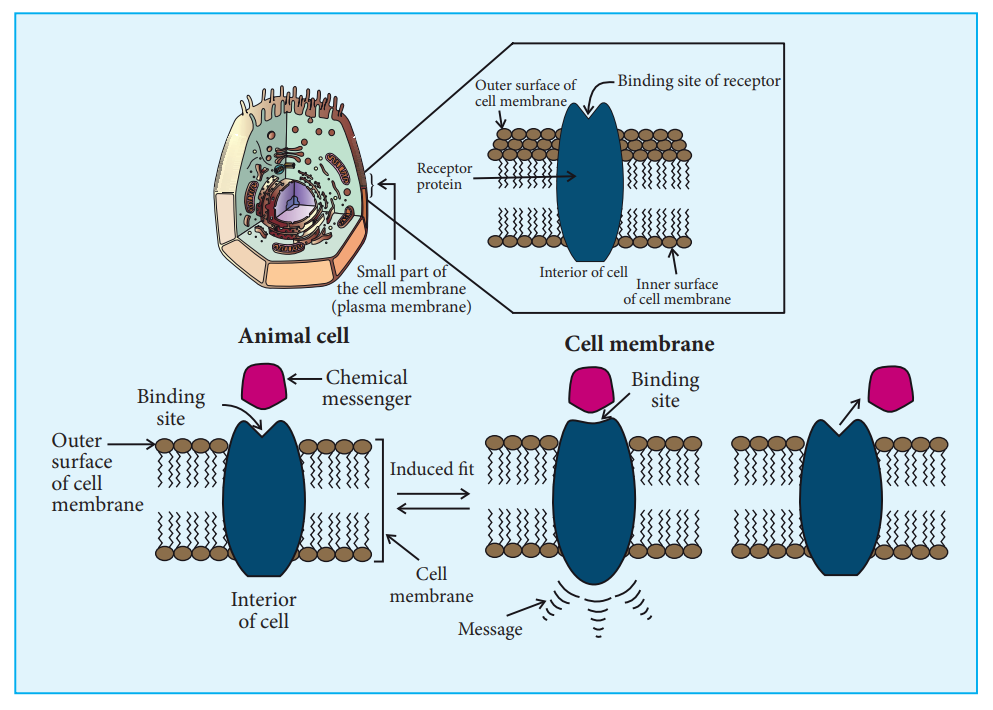 Outer surface of
cell membrane
Binding site of receptor
Receptor
protein
Interior of cell
Inner surface
of cell membrane
Small part of
the cell membrane
(plasma membrane)
Animal cell
Cell membrane
Chemical
messenger
Binding
site
Outer
surface
of cell
membrane
Induced fit
Cell
membrane
Interior
of cell
Binding
site
Message